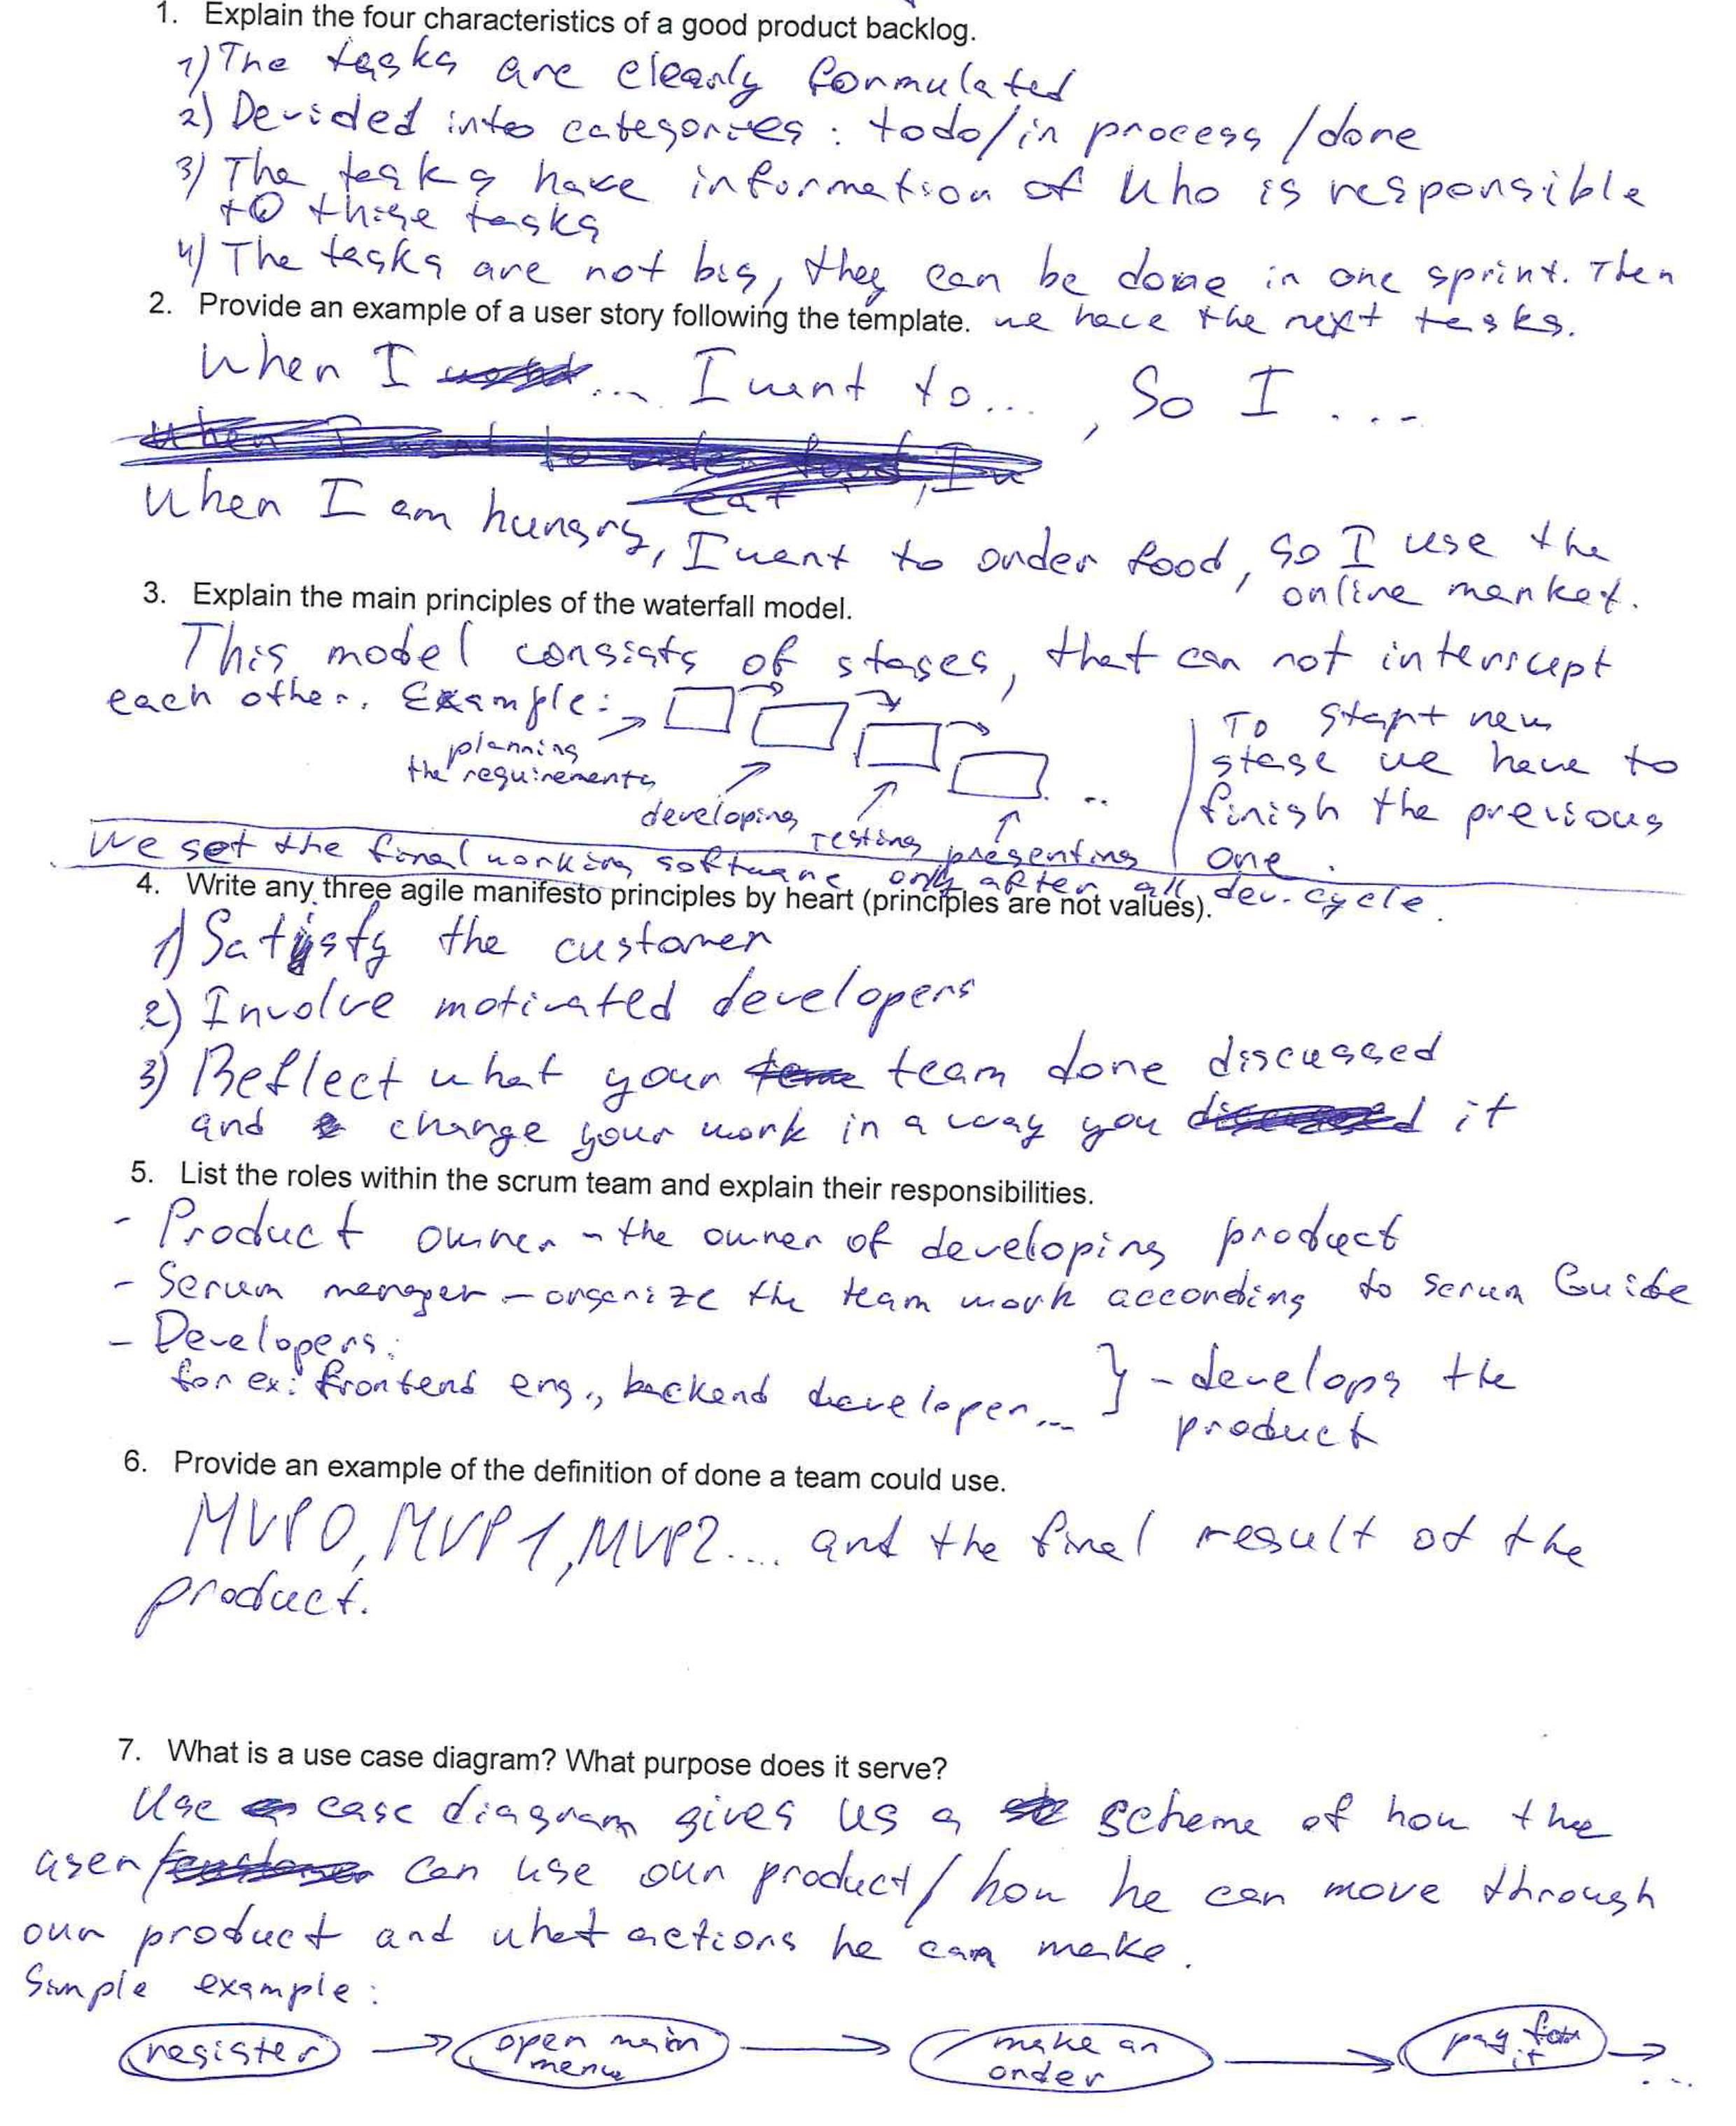 1. Explain the four characteristics of a good product backlog.
1) The tasks are clearly formulated
2) Devided into categories: todo/in process/done
3) The tasks have information of who is responsible
to these tasks
4) The tasks are not big, they can be done in one sprint. Then
2. Provide an example of a user story following the template. we have the next tasks.
When I ... I want to..., So I ...
When I am hungry, I want to order food, so I use the
online market.
3. Explain the main principles of the waterfall model.
This model consists of stages, that can not interscept
each other. Example:
planning
the requirements
developing
testing
presenting
..
To start new
stage we have to
finish the previous
one.
We get the final working software only after all dev. cycle.
4. Write any three agile manifesto principles by heart (principles are not values).
1) Satisfy the customer
2) Involve motivated developers
3) Reflect what your team done discussed
and change your work in a way you it
5. List the roles within the scrum team and explain their responsibilities.
- Product owner - the owner of developing product
- Scrum manager - organize the team work according to Scrum Guide
- Developers:
for ex: frontend eng., backend developer... } - develops the
product
6. Provide an example of the definition of done a team could use.
MVP0, MVP1, MVP2.... and the final result of the
product.
7. What is a use case diagram? What purpose does it serve?
Use case diagram gives us a scheme of how the
user/ can use our product/how he can move through
our product and what actions he can make.
Simple example:
register
open main
menu
make an
order
pay for
it
...